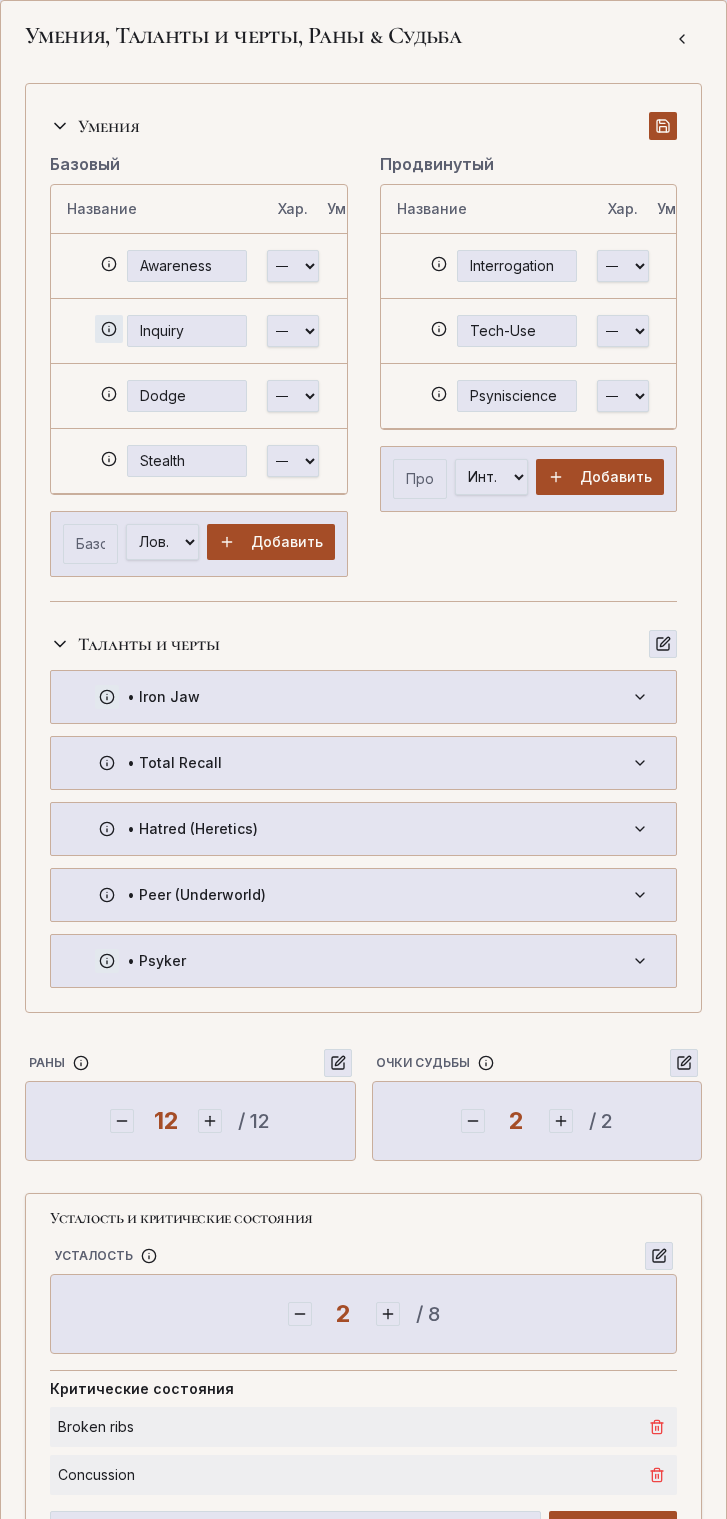 Умения, Таланты и черты, Раны & Судьба
Умения
Базовый
Название Хар. Ум
Awareness —
Inquiry —
Dodge —
Stealth —
Базо Лов. + Добавить
Продвинутый
Название Хар. Ум
Interrogation —
Tech-Use —
Psyniscience —
Про Инт. + Добавить
Таланты и черты
• Iron Jaw
• Total Recall
• Hatred (Heretics)
• Peer (Underworld)
• Psyker
РАНЫ
− 12 + / 12
ОЧКИ СУДЬБЫ
− 2 + / 2
Усталость и критические состояния
УСТАЛОСТЬ
− 2 + / 8
Критические состояния
Broken ribs
Concussion